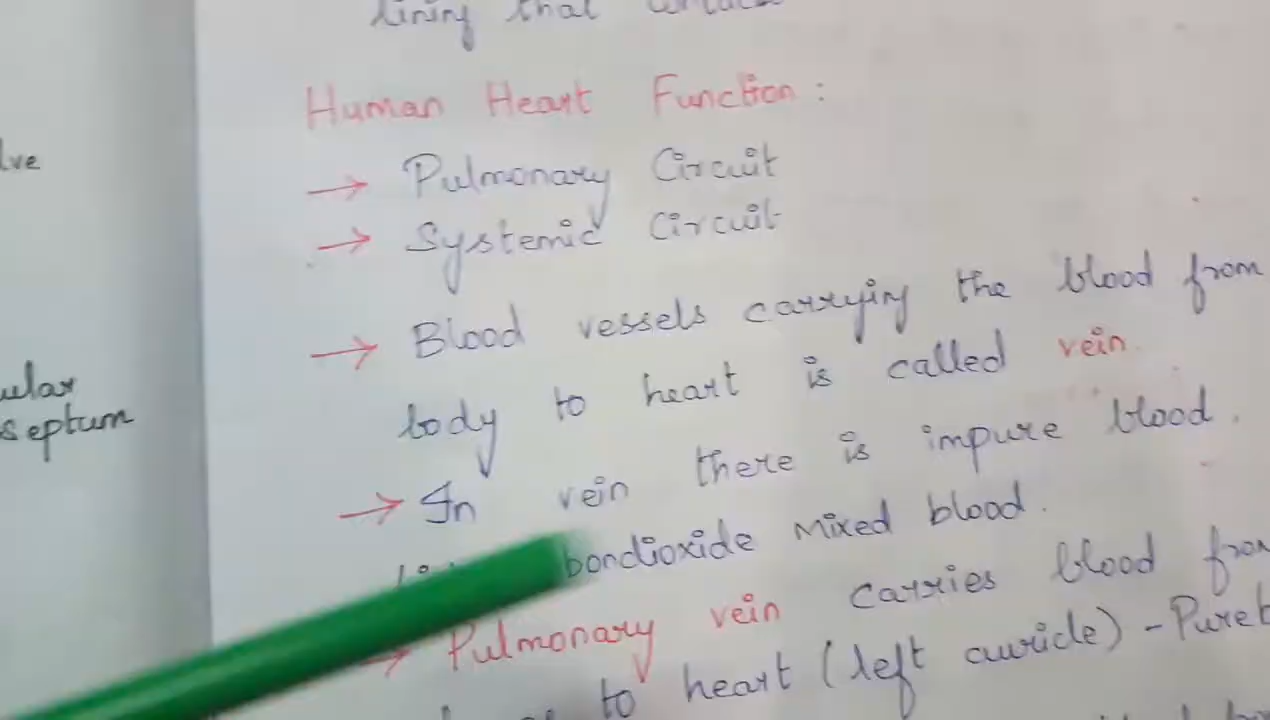 lining that
Human Heart Function :
→ Pulmonary Circuit
→ Systemic Circuit
→ Blood vessels carrying the blood from
body to heart is called vein
→ In vein there is impure blood.
bondioxide mixed blood.
→ Pulmonary vein carries blood from
to heart (left auricle) - Pure
lve
ular
septum